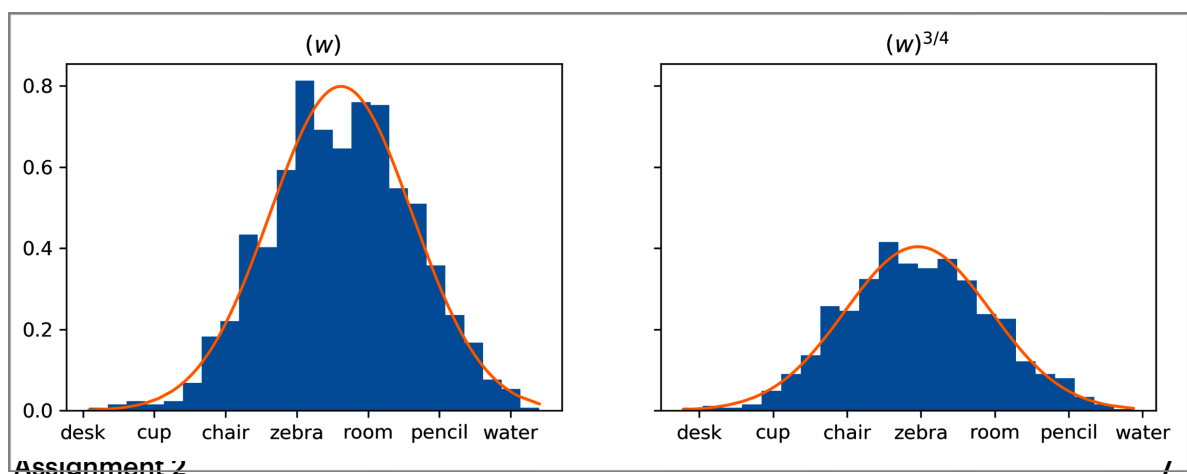 (w)
(w)^{3/4}
0.8
0.6
0.4
0.2
0.0
desk cup chair zebra room pencil water
desk cup chair zebra room pencil water
Assignment 2